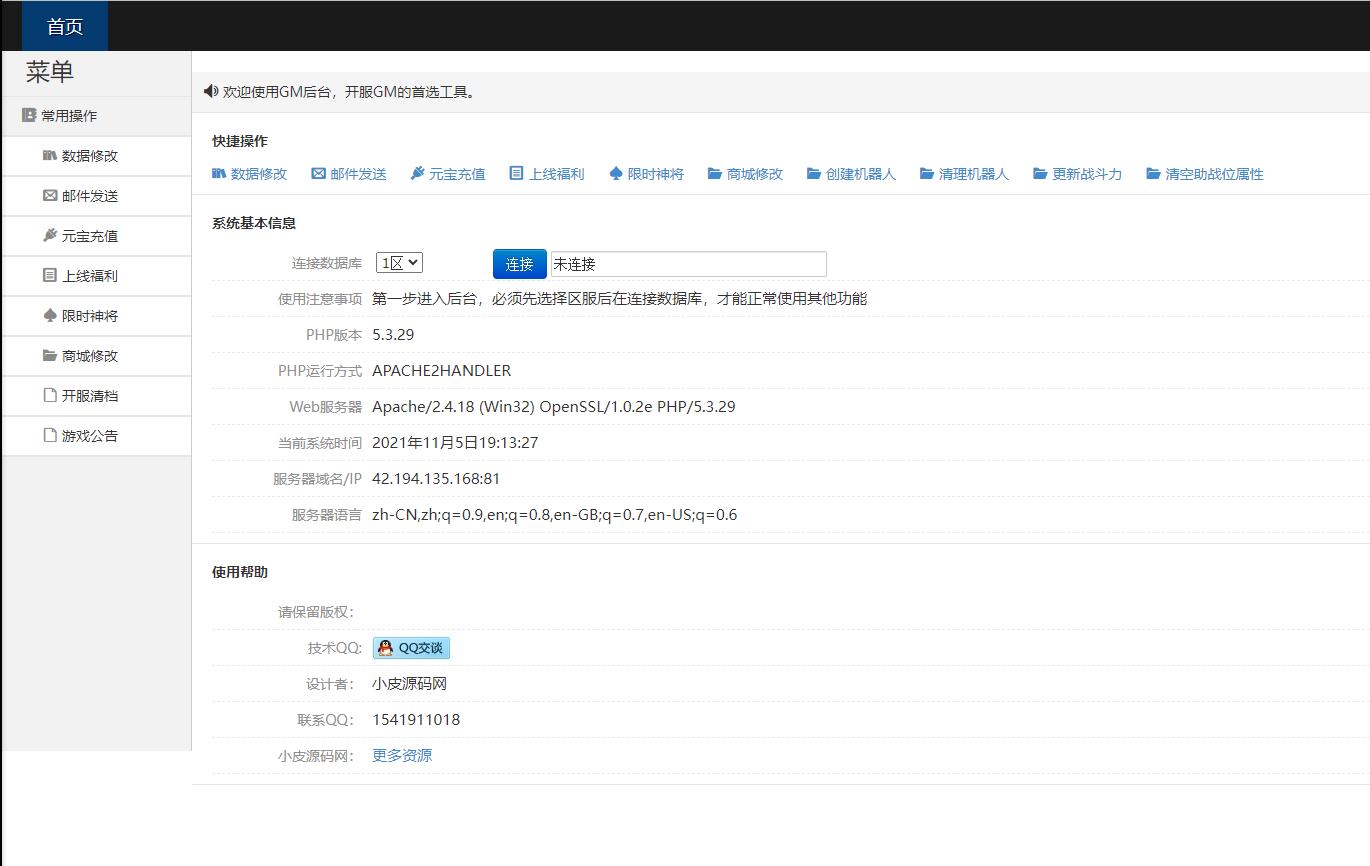 首页
菜单
常用操作
数据修改
邮件发送
元宝充值
上线福利
限时神将
商城修改
开服清档
游戏公告
欢迎使用GM后台，开服GM的首选工具。
快捷操作
数据修改 邮件发送 元宝充值 上线福利 限时神将 商城修改 创建机器人 清理机器人 更新战斗力 清空助战位属性
系统基本信息
连接数据库 1区 连接 未连接
使用注意事项 第一步进入后台，必须先选择区服后在连接数据库，才能正常使用其他功能
PHP版本 5.3.29
PHP运行方式 APACHE2HANDLER
Web服务器 Apache/2.4.18 (Win32) OpenSSL/1.0.2e PHP/5.3.29
当前系统时间 2021年11月5日19:13:27
服务器域名/IP 42.194.135.168:81
服务器语言 zh-CN,zh;q=0.9,en;q=0.8,en-GB;q=0.7,en-US;q=0.6
使用帮助
请保留版权：
技术QQ: QQ交谈
设计者： 小皮源码网
联系QQ： 1541911018
小皮源码网： 更多资源